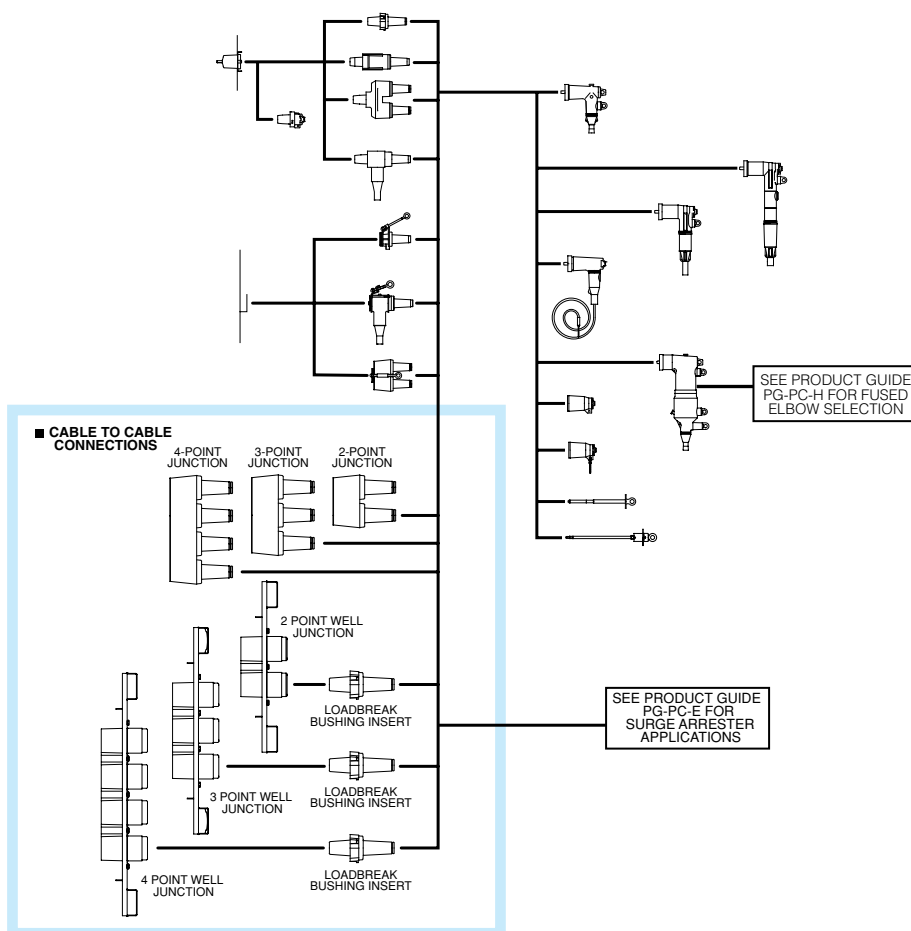 SEE PRODUCT GUIDE
PG-PC-H FOR FUSED
ELBOW SELECTION
■ CABLE TO CABLE
CONNECTIONS
4-POINT
JUNCTION
3-POINT
JUNCTION
2-POINT
JUNCTION
2 POINT WELL
JUNCTION
LOADBREAK
BUSHING INSERT
SEE PRODUCT GUIDE
PG-PC-E FOR
SURGE ARRESTER
APPLICATIONS
3 POINT WELL
JUNCTION
LOADBREAK
BUSHING INSERT
4 POINT WELL
JUNCTION
LOADBREAK
BUSHING INSERT